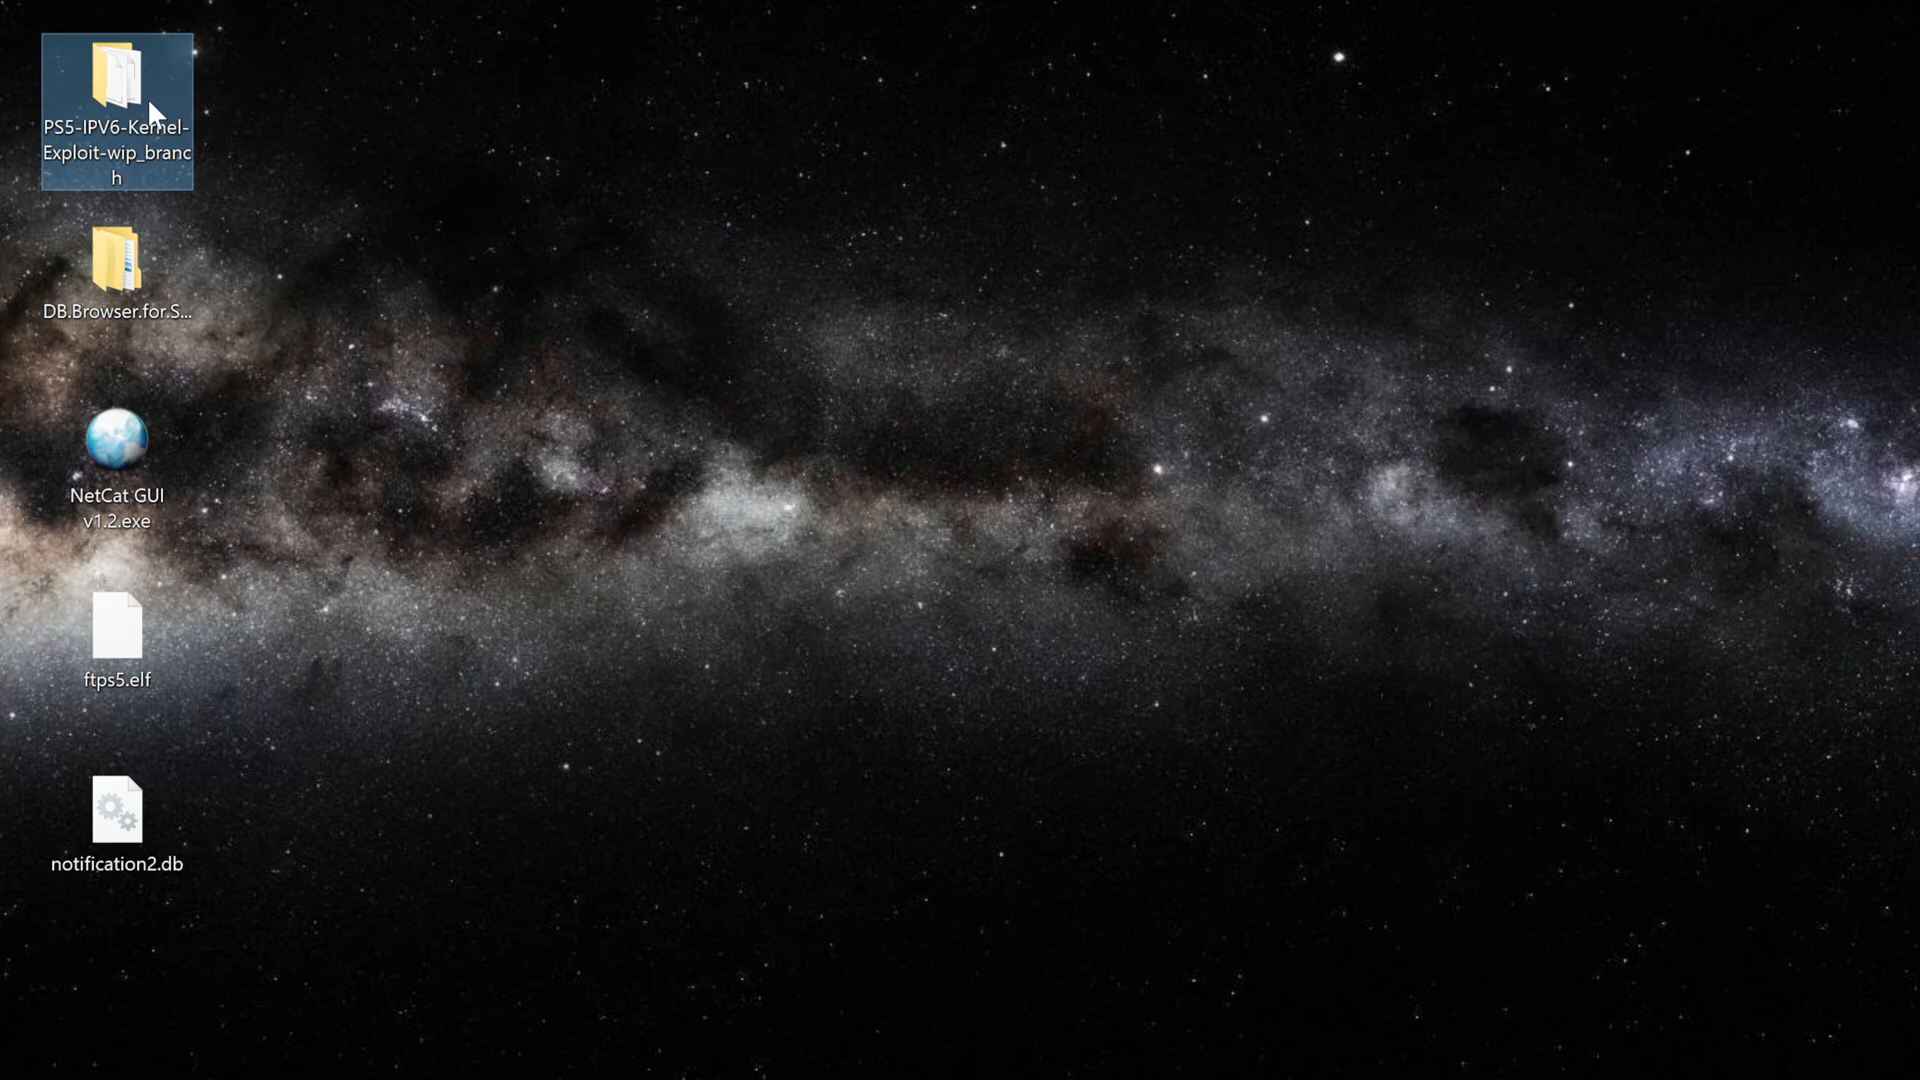 PS5-IPV6-Kernel-
Exploit-wip_branc
h
DB.Browser.for.S...
NetCat GUI
v1.2.exe
ftps5.elf
notification2.db